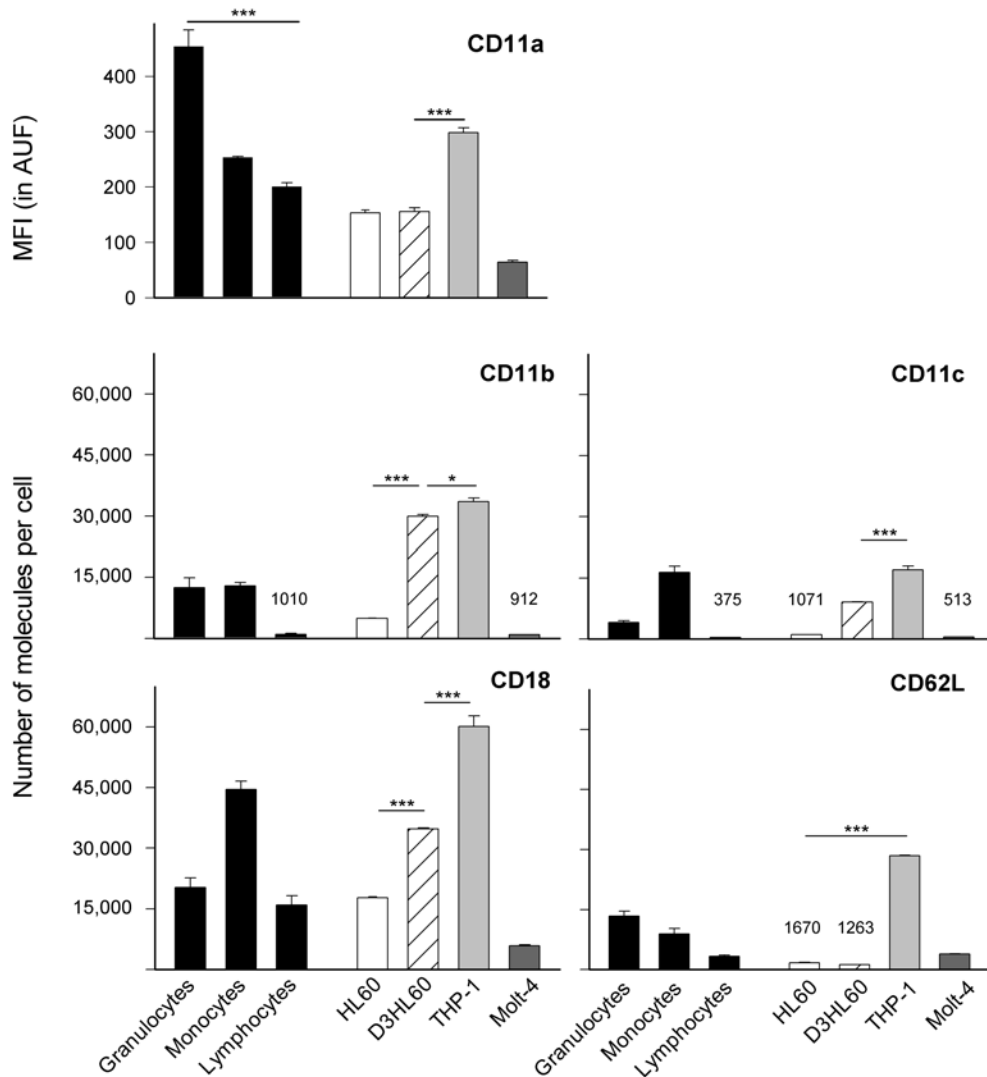 ***
CD11a
400
***
300
200
100
0
MFI (in AUF)
CD11b
CD11c
60,000
45,000
*** *
30,000
***
15,000
1010
912
375
1071
513
CD18
CD62L
***
60,000
45,000
***
30,000
***
15,000
1670
1263
Number of molecules per cell
Granulocytes
Monocytes
Lymphocytes
HL60
D3HL60
THP-1
Molt-4
Granulocytes
Monocytes
Lymphocytes
HL60
D3HL60
THP-1
Molt-4